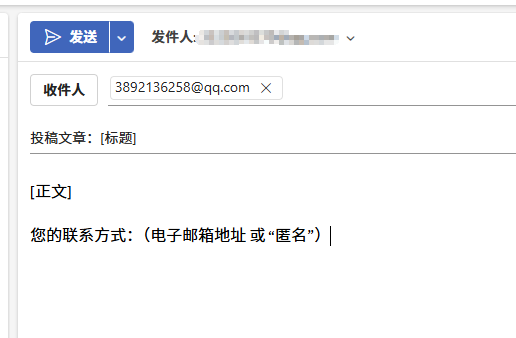 发送
发件人:
收件人
3892136258@qq.com
投稿文章：[标题]
[正文]
您的联系方式：（电子邮箱地址 或 “匿名”）